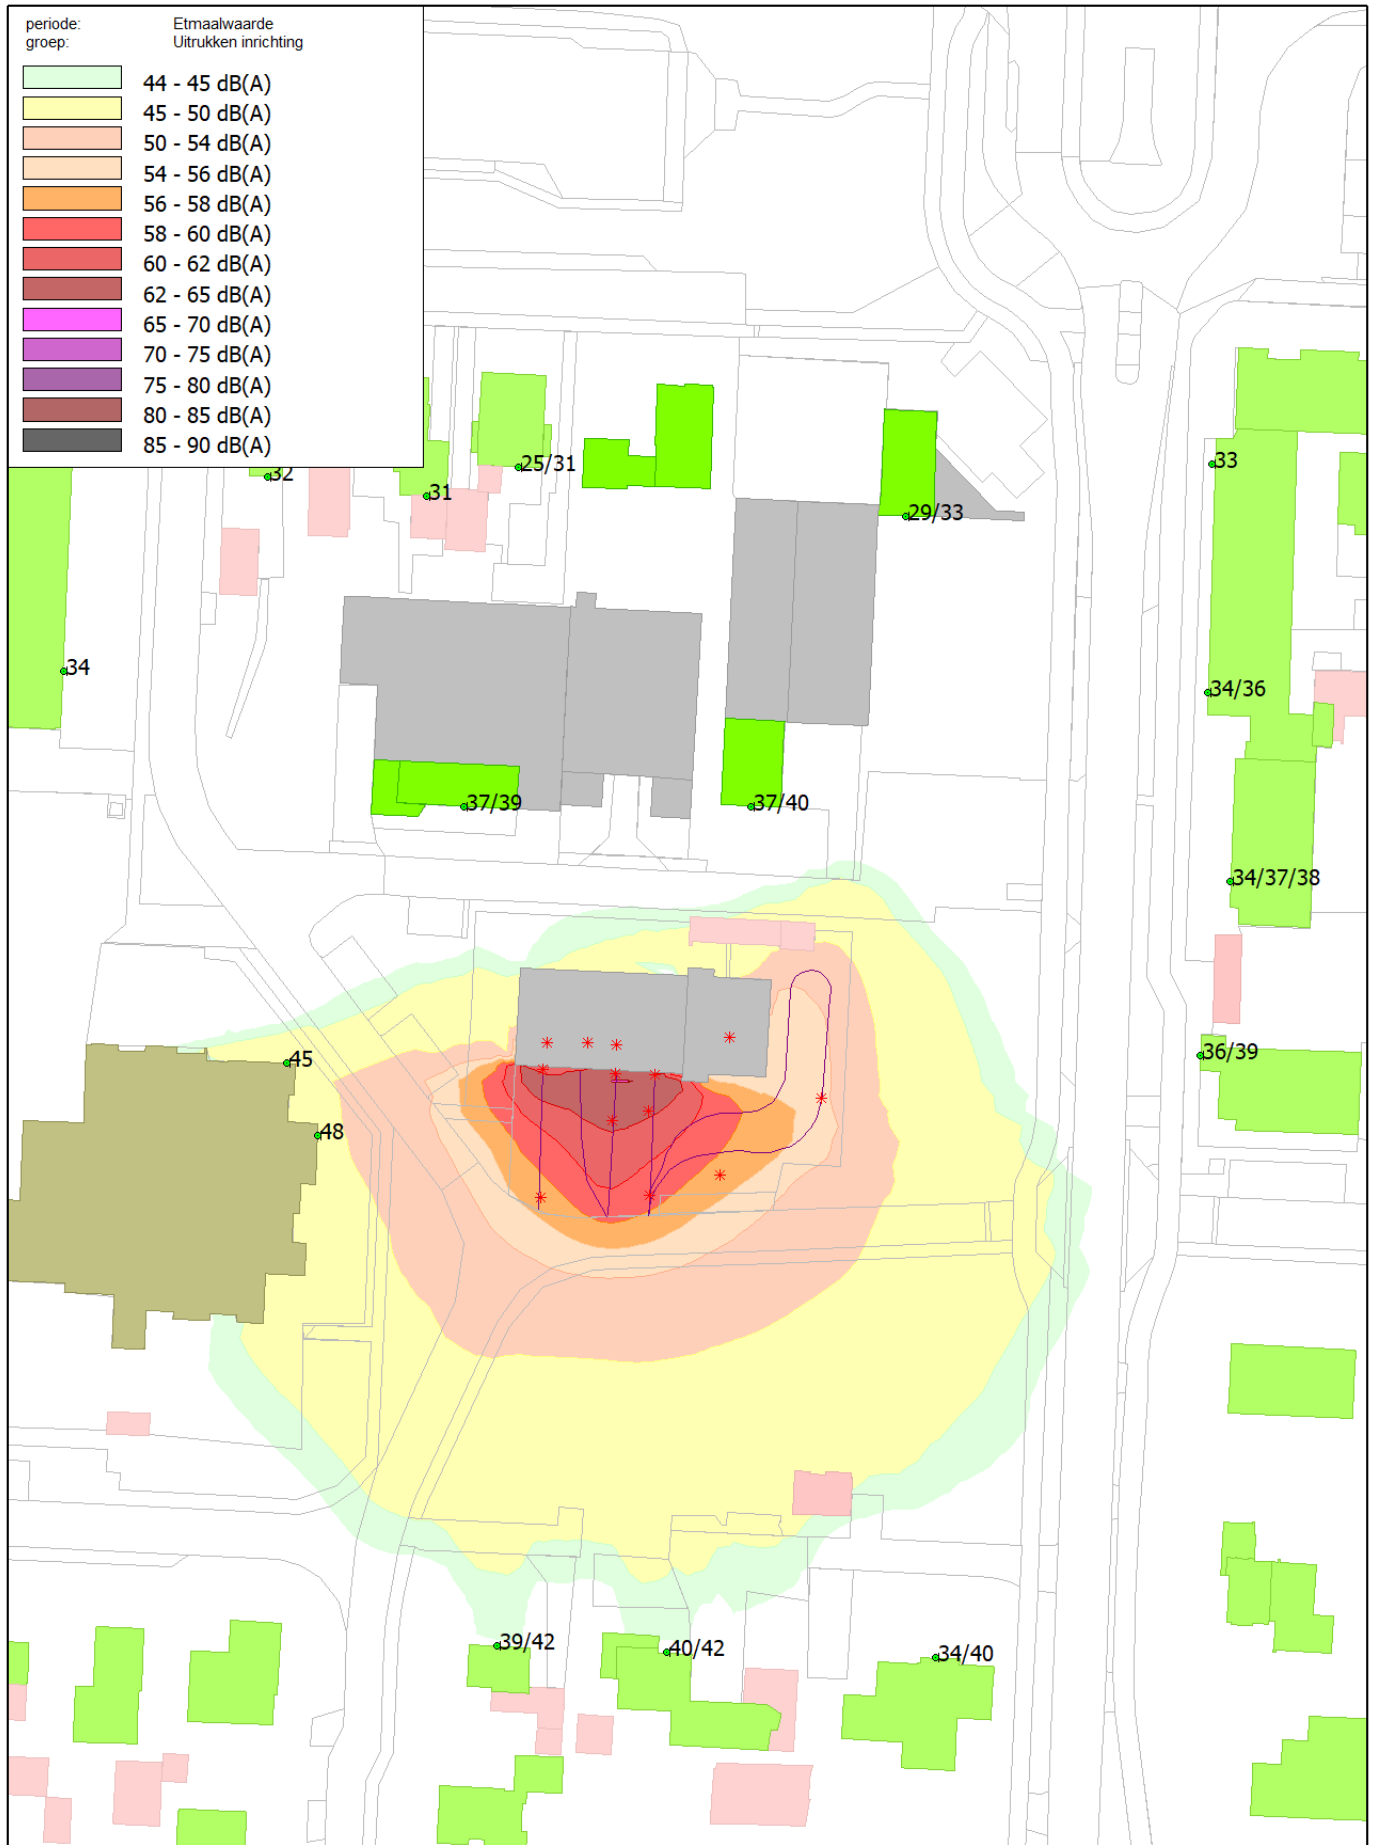 periode: Etmaalwaarde
groep: Uitrukken inrichting
44 - 45 dB(A)
45 - 50 dB(A)
50 - 54 dB(A)
54 - 56 dB(A)
56 - 58 dB(A)
58 - 60 dB(A)
60 - 62 dB(A)
62 - 65 dB(A)
65 - 70 dB(A)
70 - 75 dB(A)
75 - 80 dB(A)
80 - 85 dB(A)
85 - 90 dB(A)
32
31
25/31
29/33
33
34
34/36
37/39
37/40
34/37/38
45
36/39
48
39/42
40/42
34/40